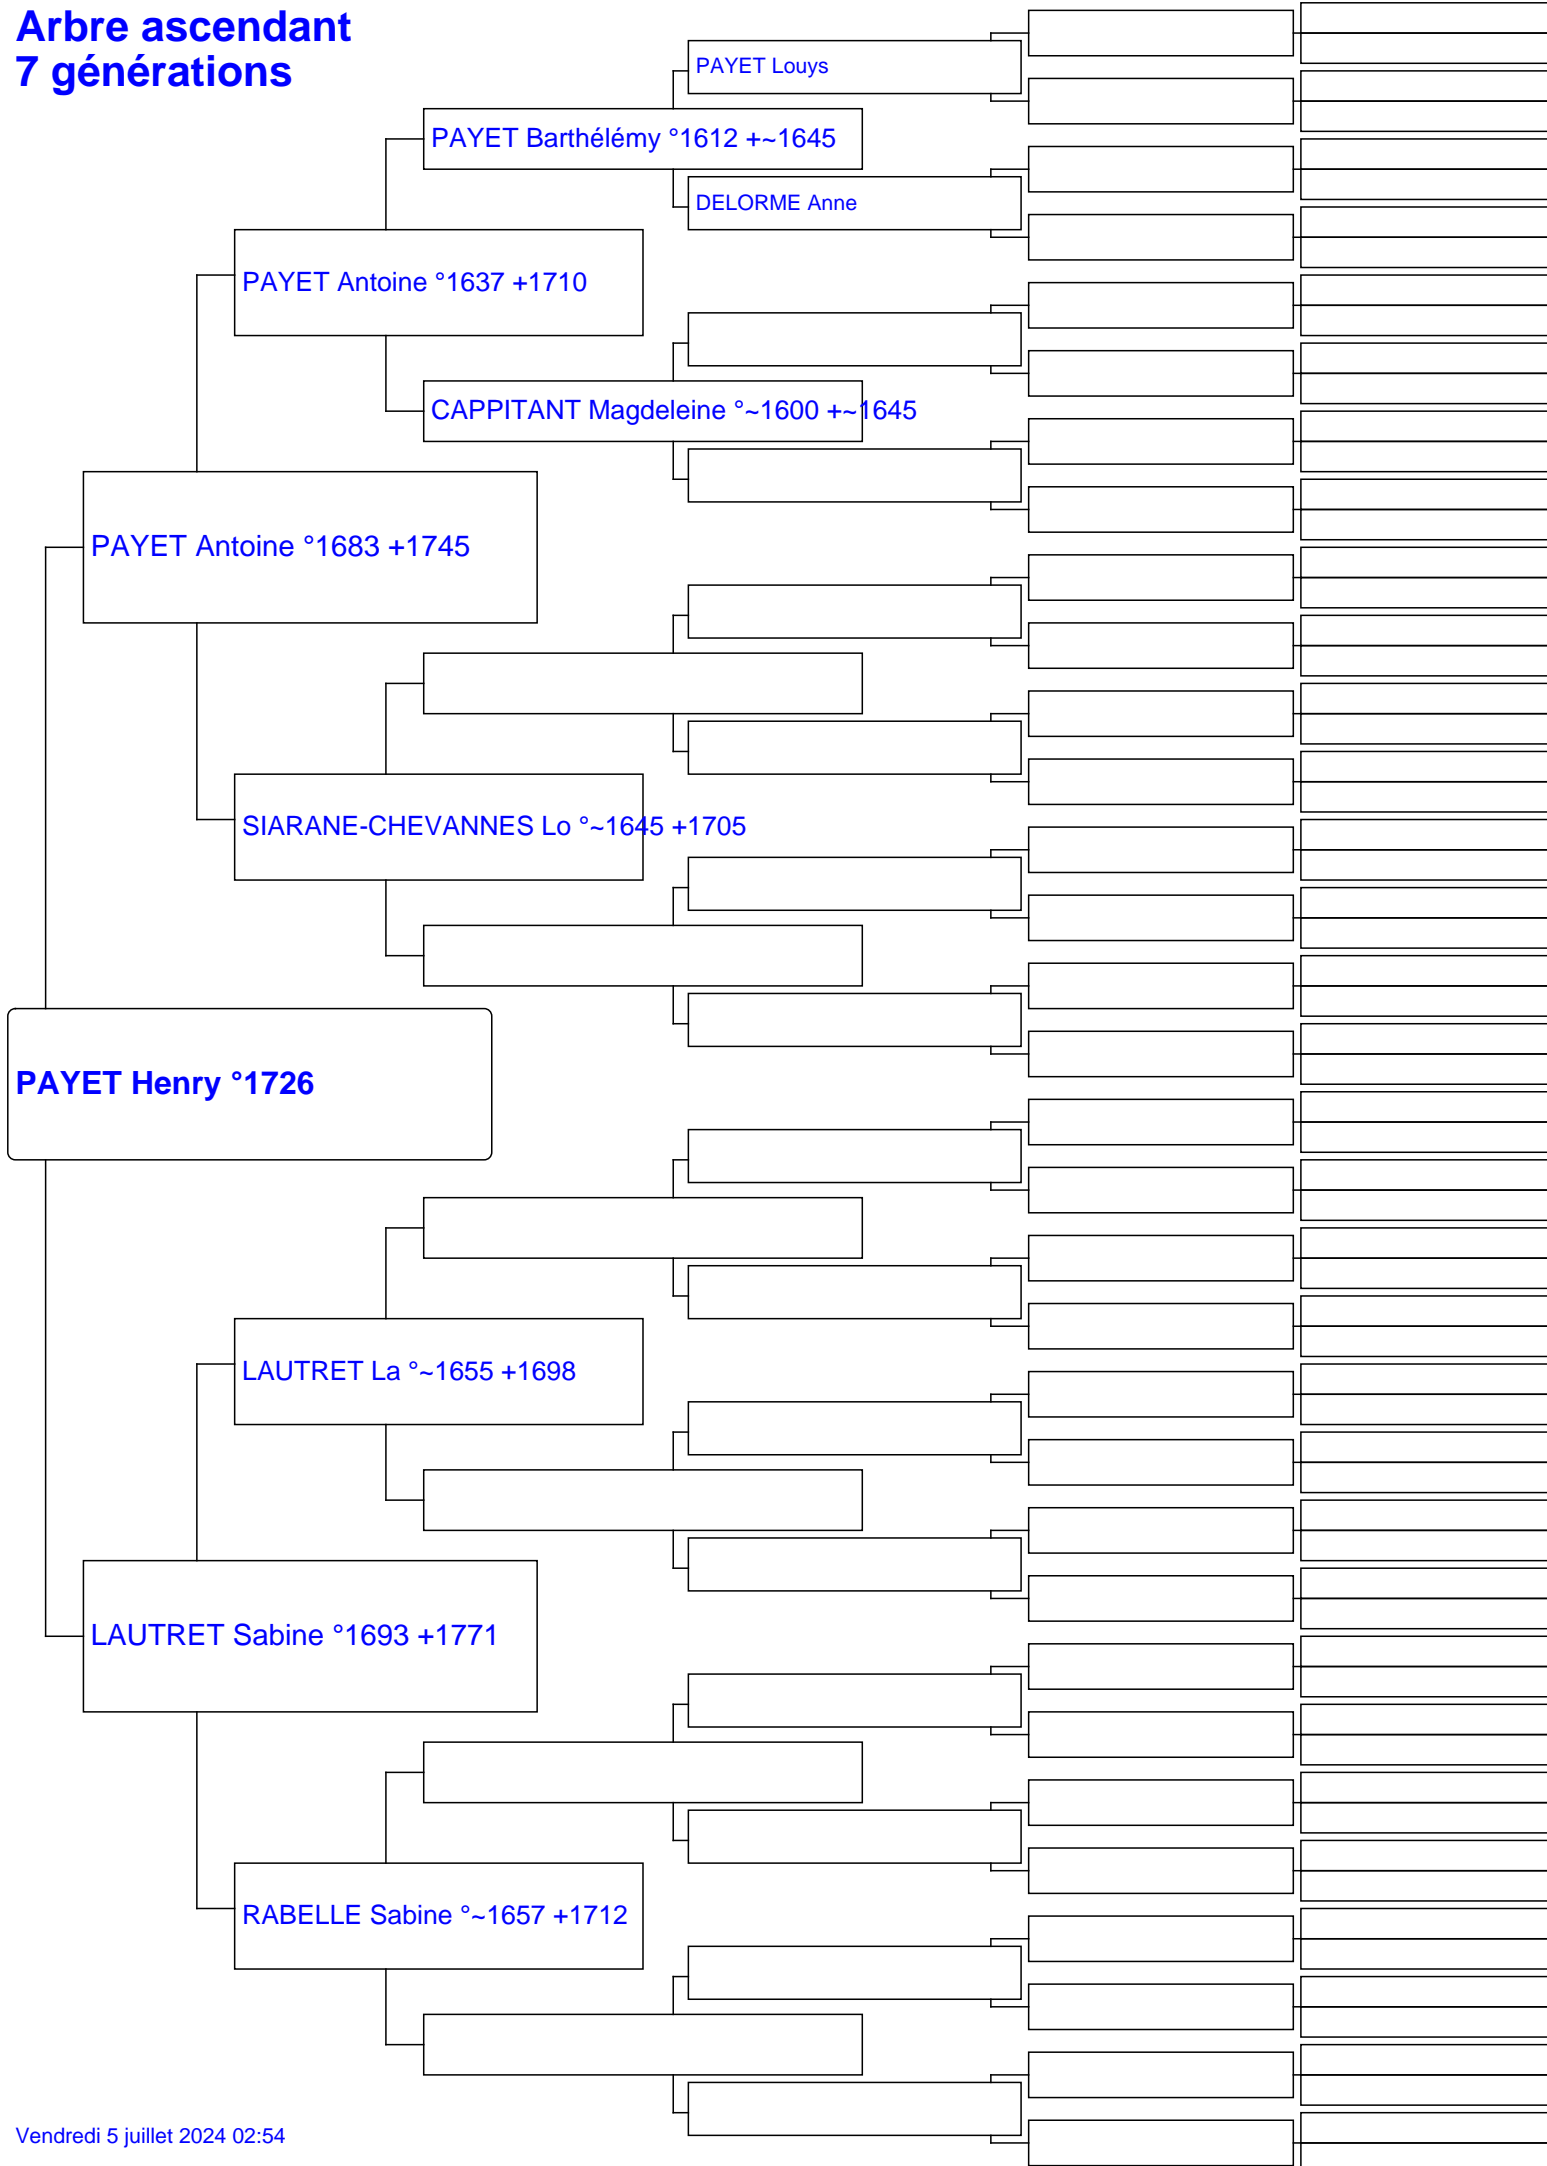 Arbre ascendant
7 générations
PAYET Louys
PAYET Barthélémy °1612 +~1645
DELORME Anne
PAYET Antoine °1637 +1710
CAPPITANT Magdeleine °~1600 +~1645
PAYET Antoine °1683 +1745
SIARANE-CHEVANNES Lo °~1645 +1705
PAYET Henry °1726
LAUTRET La °~1655 +1698
LAUTRET Sabine °1693 +1771
RABELLE Sabine °~1657 +1712
Vendredi 5 juillet 2024 02:54